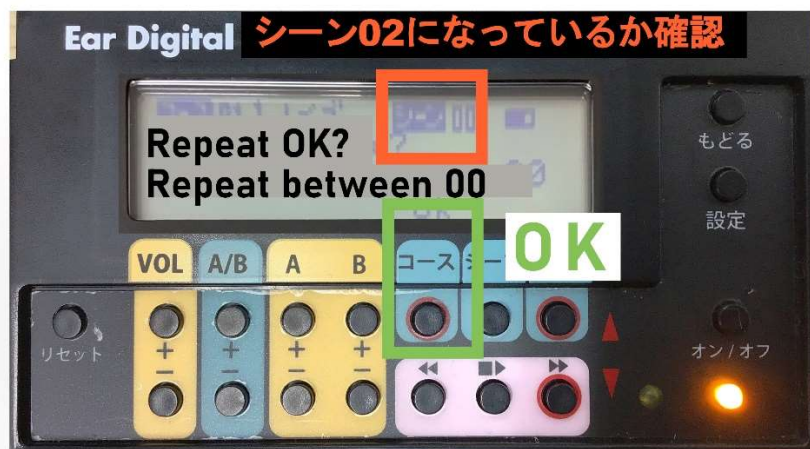 Ear Digital シーン02になっているか確認
Repeat OK?
Repeat between 00
OK
もどる
設定
VOL A/B A B コース
リセット
オン/オフ
+ + + +
− − − −